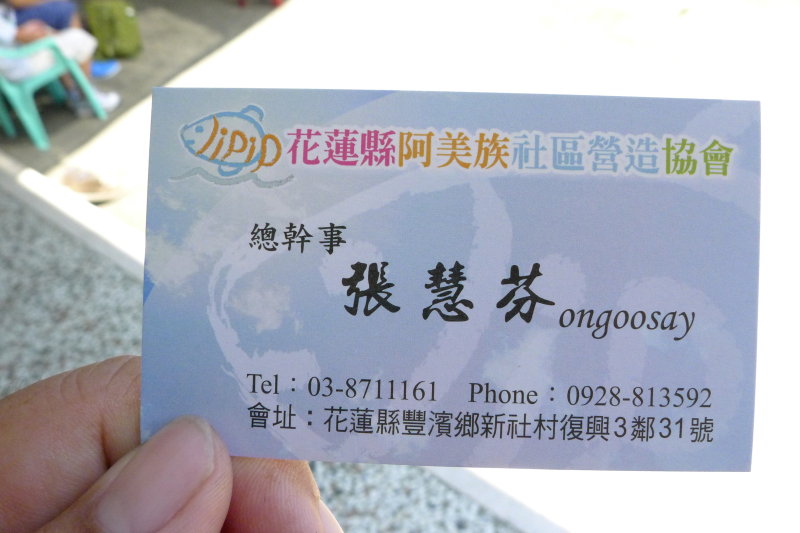 lipip 花蓮縣阿美族社區營造協會
總幹事
張慧芬 ongoosay
Tel：03-8711161 Phone：0928-813592
會址：花蓮縣豐濱鄉新社村復興3鄰31號